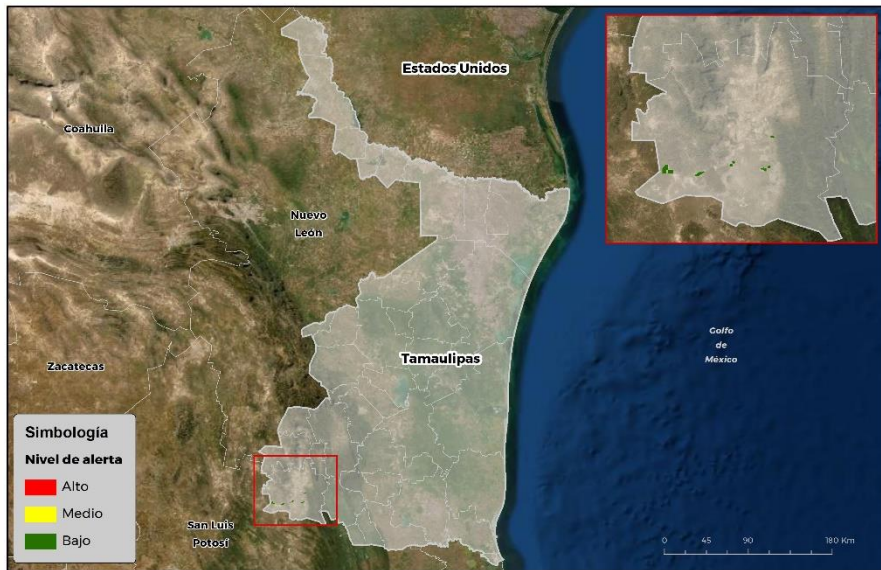 Estados Unidos
Coahuila
Nuevo
León
Golfo
de
México
Tamaulipas
Zacatecas
Simbología
Nivel de alerta
Alto
Medio
Bajo
San Luis
Potosí
0 45 90 180 Km